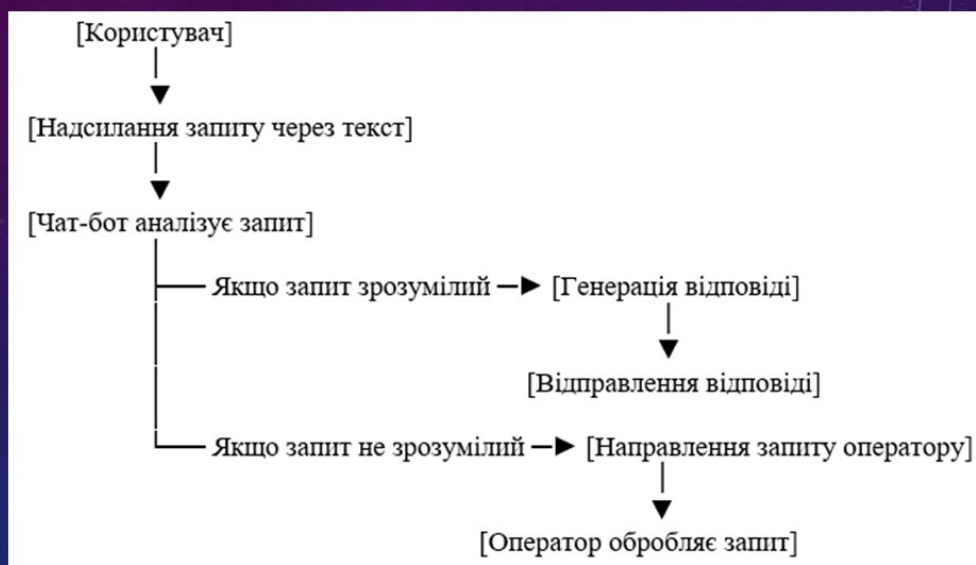 [Користувач]
[Надсилання запиту через текст]
[Чат-бот аналізує запит]
Якщо запит зрозумілий
[Генерація відповіді]
[Відправлення відповіді]
Якщо запит не зрозумілий
[Направлення запиту оператору]
[Оператор обробляє запит]